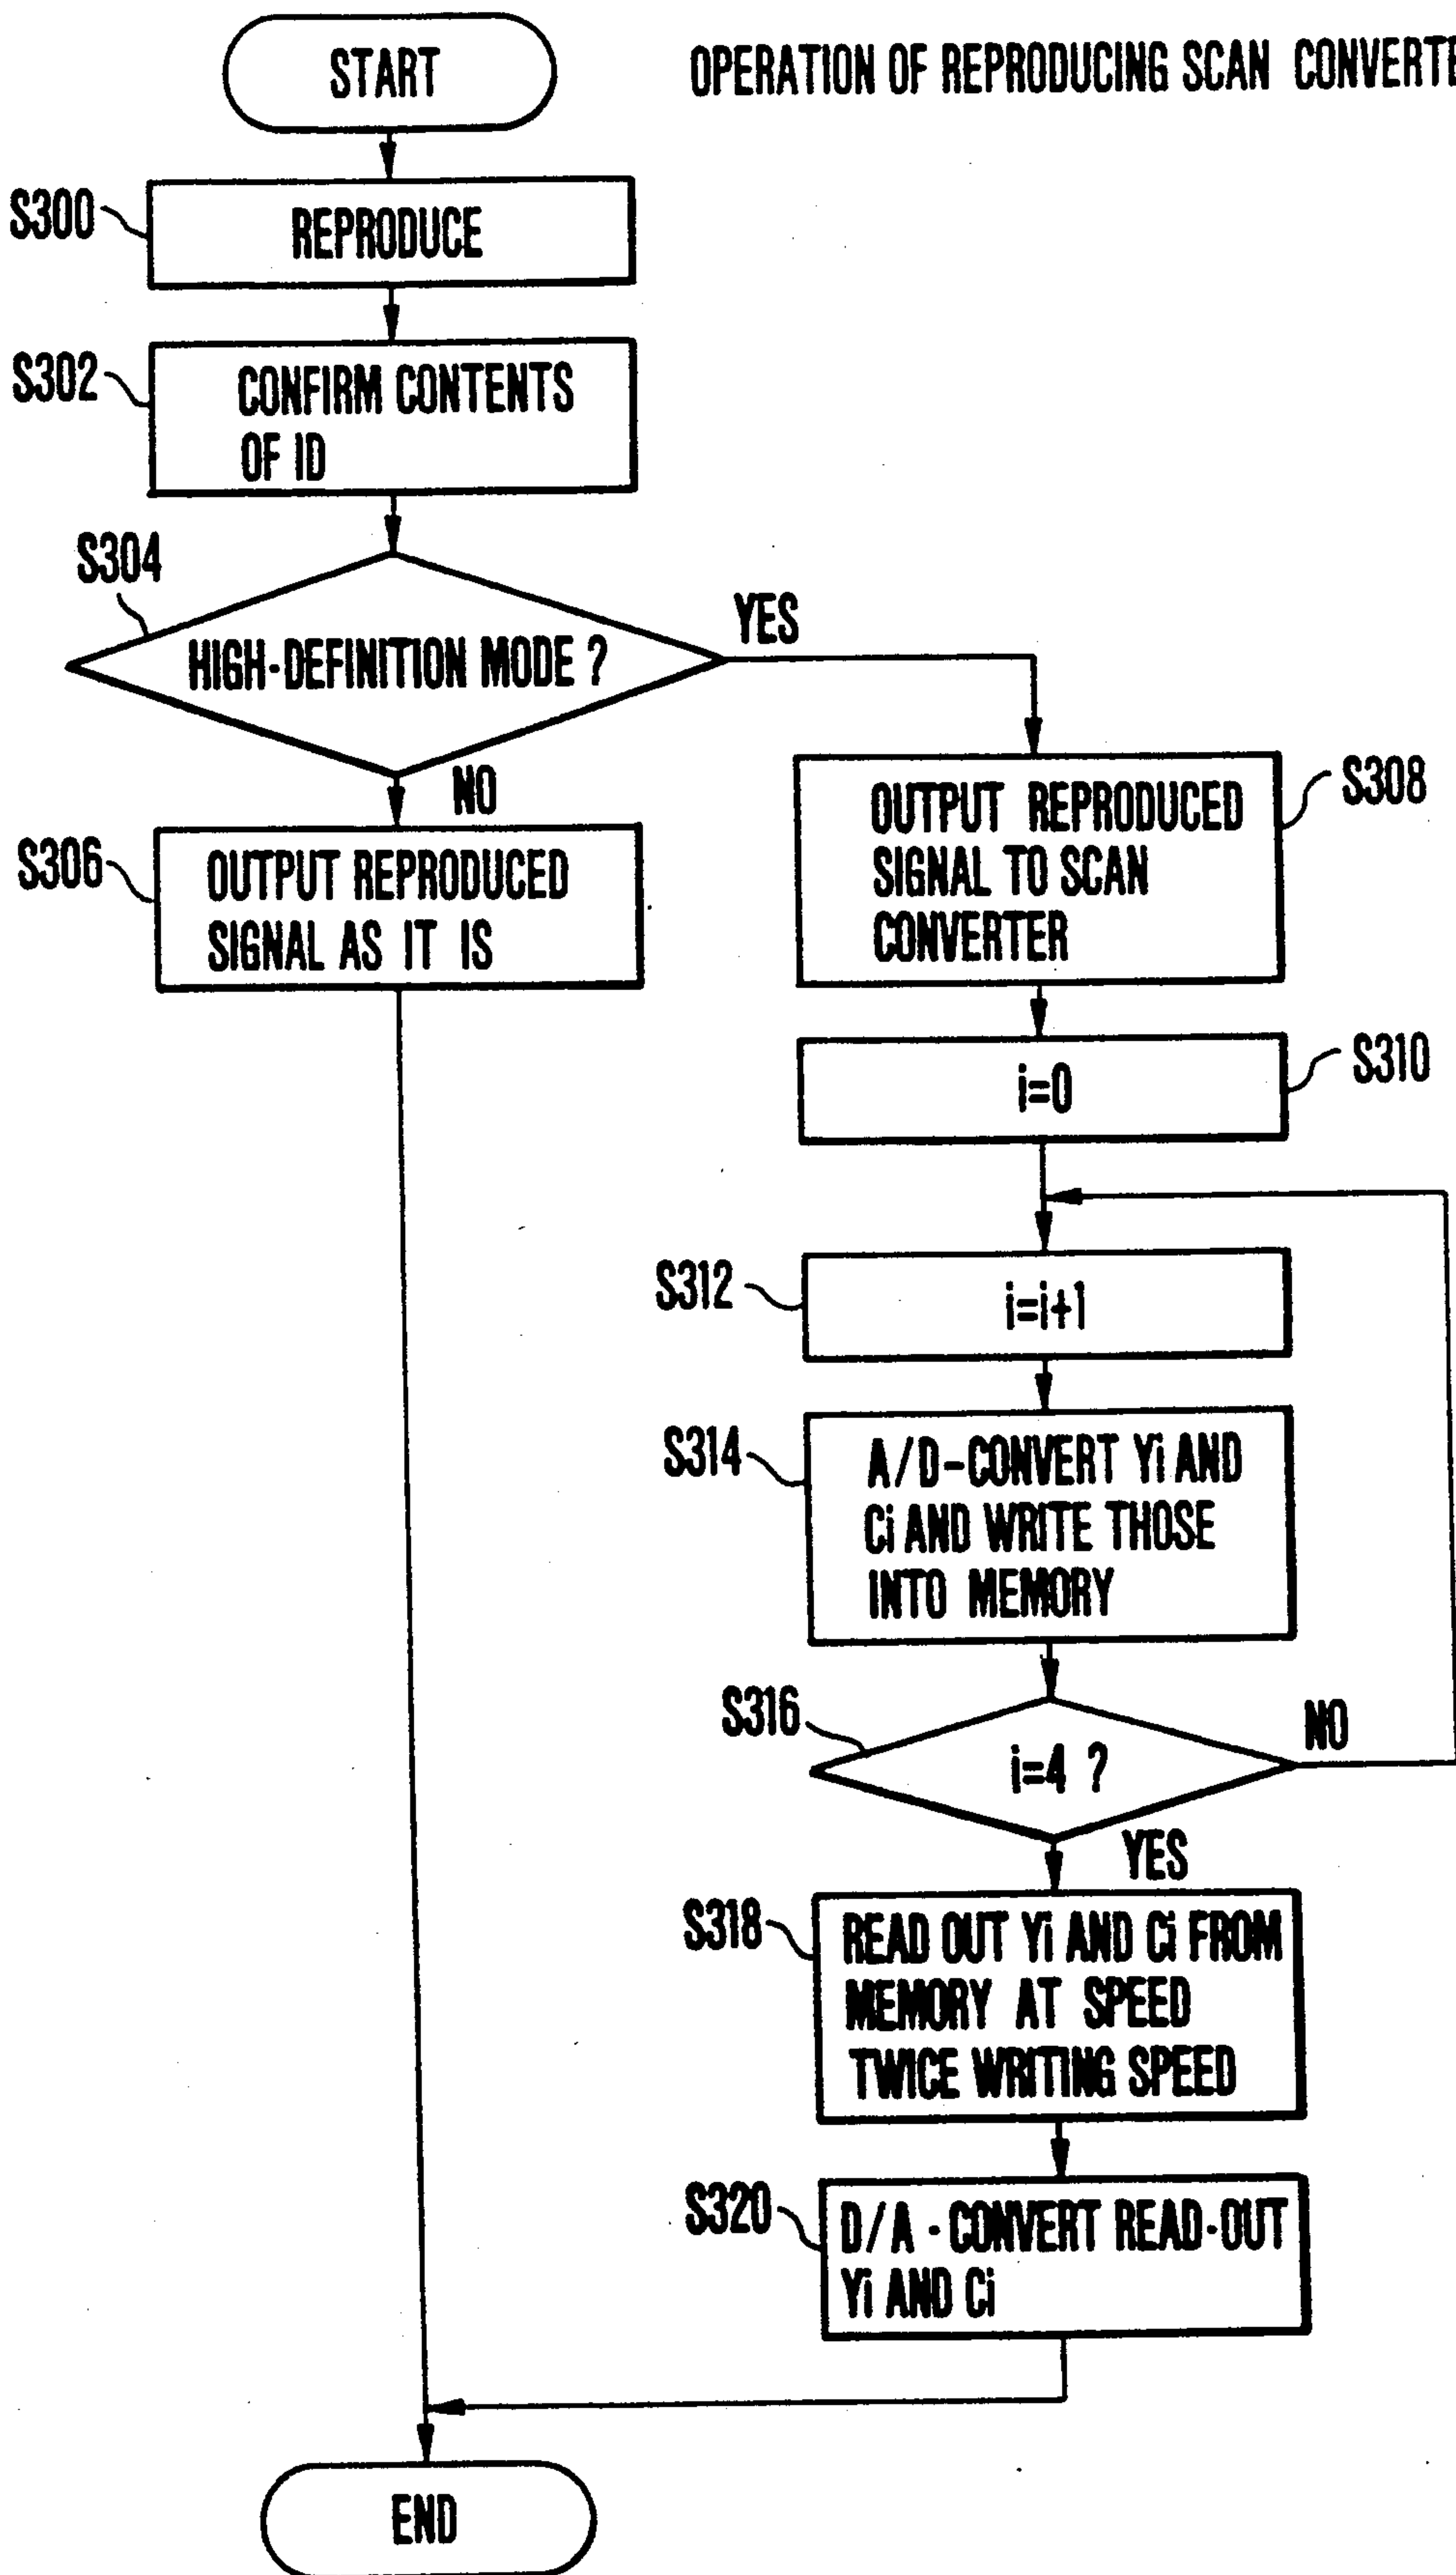 START
OPERATION OF REPRODUCING SCAN CONVERTE
S300
REPRODUCE
S302
CONFIRM CONTENTS
OF ID
S304
HIGH-DEFINITION MODE ?
YES
NO
S306
OUTPUT REPRODUCED
SIGNAL AS IT IS
OUTPUT REPRODUCED
SIGNAL TO SCAN
CONVERTER
S308
i=0
S310
S312
i=i+1
S314
A/D-CONVERT Yi AND
Ci AND WRITE THOSE
INTO MEMORY
S316
i=4 ?
NO
YES
S318
READ OUT Yi AND Ci FROM
MEMORY AT SPEED
TWICE WRITING SPEED
S320
D/A-CONVERT READ-OUT
Yi AND Ci
END